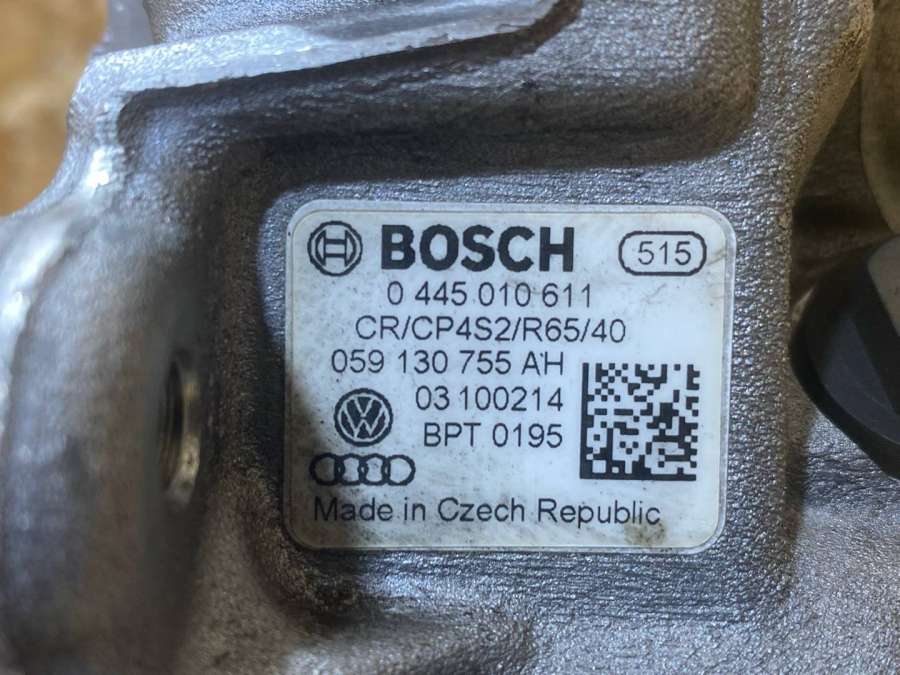 BOSCH 515
0 445 010 611
CR/CP4S2/R65/40
059 130 755 AH
03 100214
BPT 0195
Made in Czech Republic